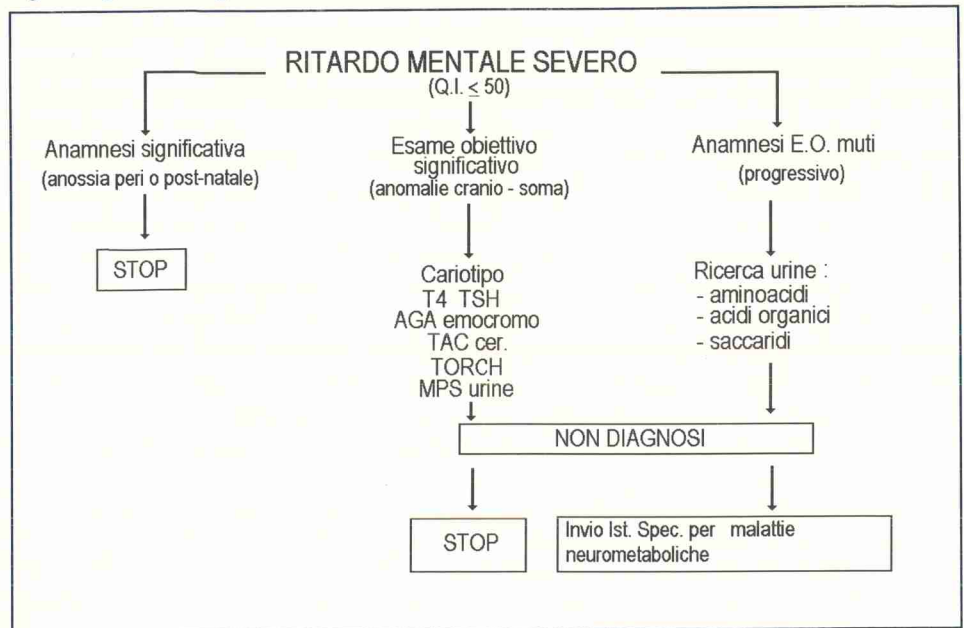 RITARDO MENTALE SEVERO
(Q.I. ≤ 50)
Anamnesi significativa
(anossia peri o post-natale)
STOP
Esame obiettivo
significativo
(anomalie cranio - soma)
Cariotipo
T4 TSH
AGA emocromo
TAC cer.
TORCH
MPS urine
Anamnesi E.O. muti
(progressivo)
Ricerca urine :
- aminoacidi
- acidi organici
- saccaridi
NON DIAGNOSI
STOP
Invio Ist. Spec. per malattie
neurometaboliche